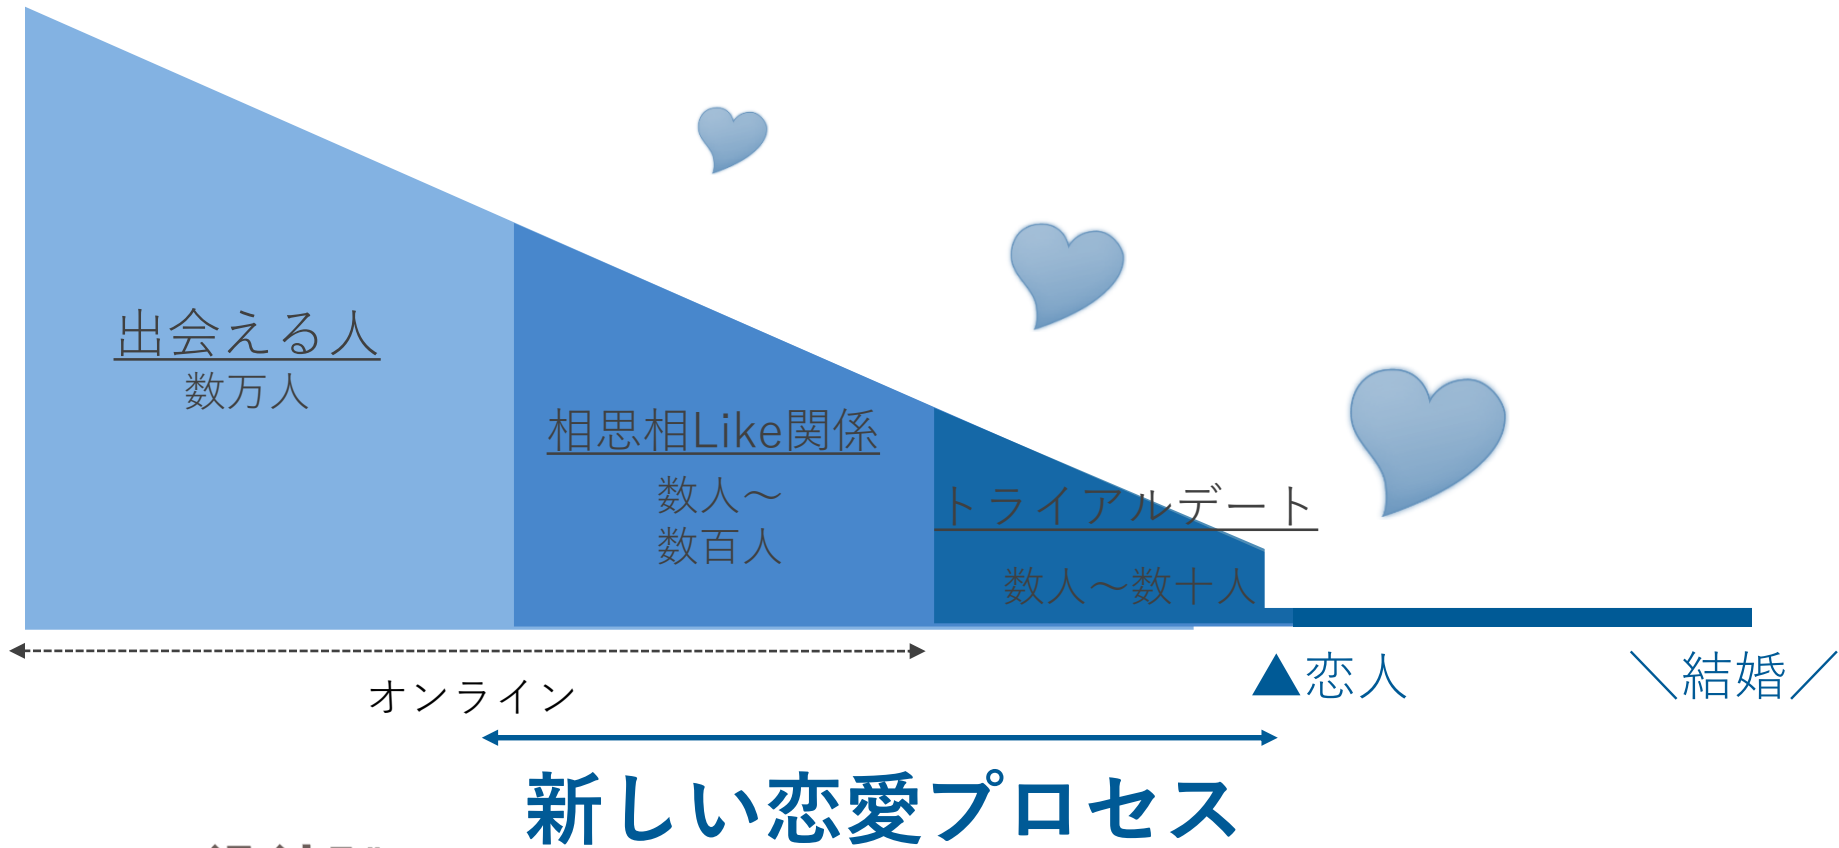 出会える人
数万人
相思相Like関係
数人～
数百人
トライアルデート
数人～数十人
オンライン
▲恋人
＼結婚／
新しい恋愛プロセス